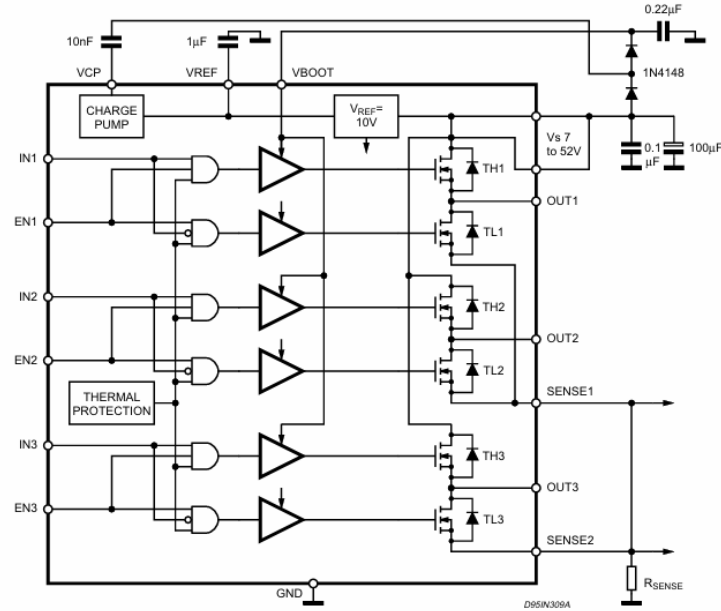 0.22µF
10nF
1µF
1N4148
VCP
VREF
VBOOT
CHARGE
PUMP
VREF=
10V
Vs 7
to 52V
0.1
µF
100µF
IN1
TH1
OUT1
EN1
TL1
IN2
TH2
OUT2
EN2
TL2
SENSE1
THERMAL
PROTECTION
IN3
TH3
OUT3
EN3
TL3
SENSE2
RSENSE
GND
D95IN309A